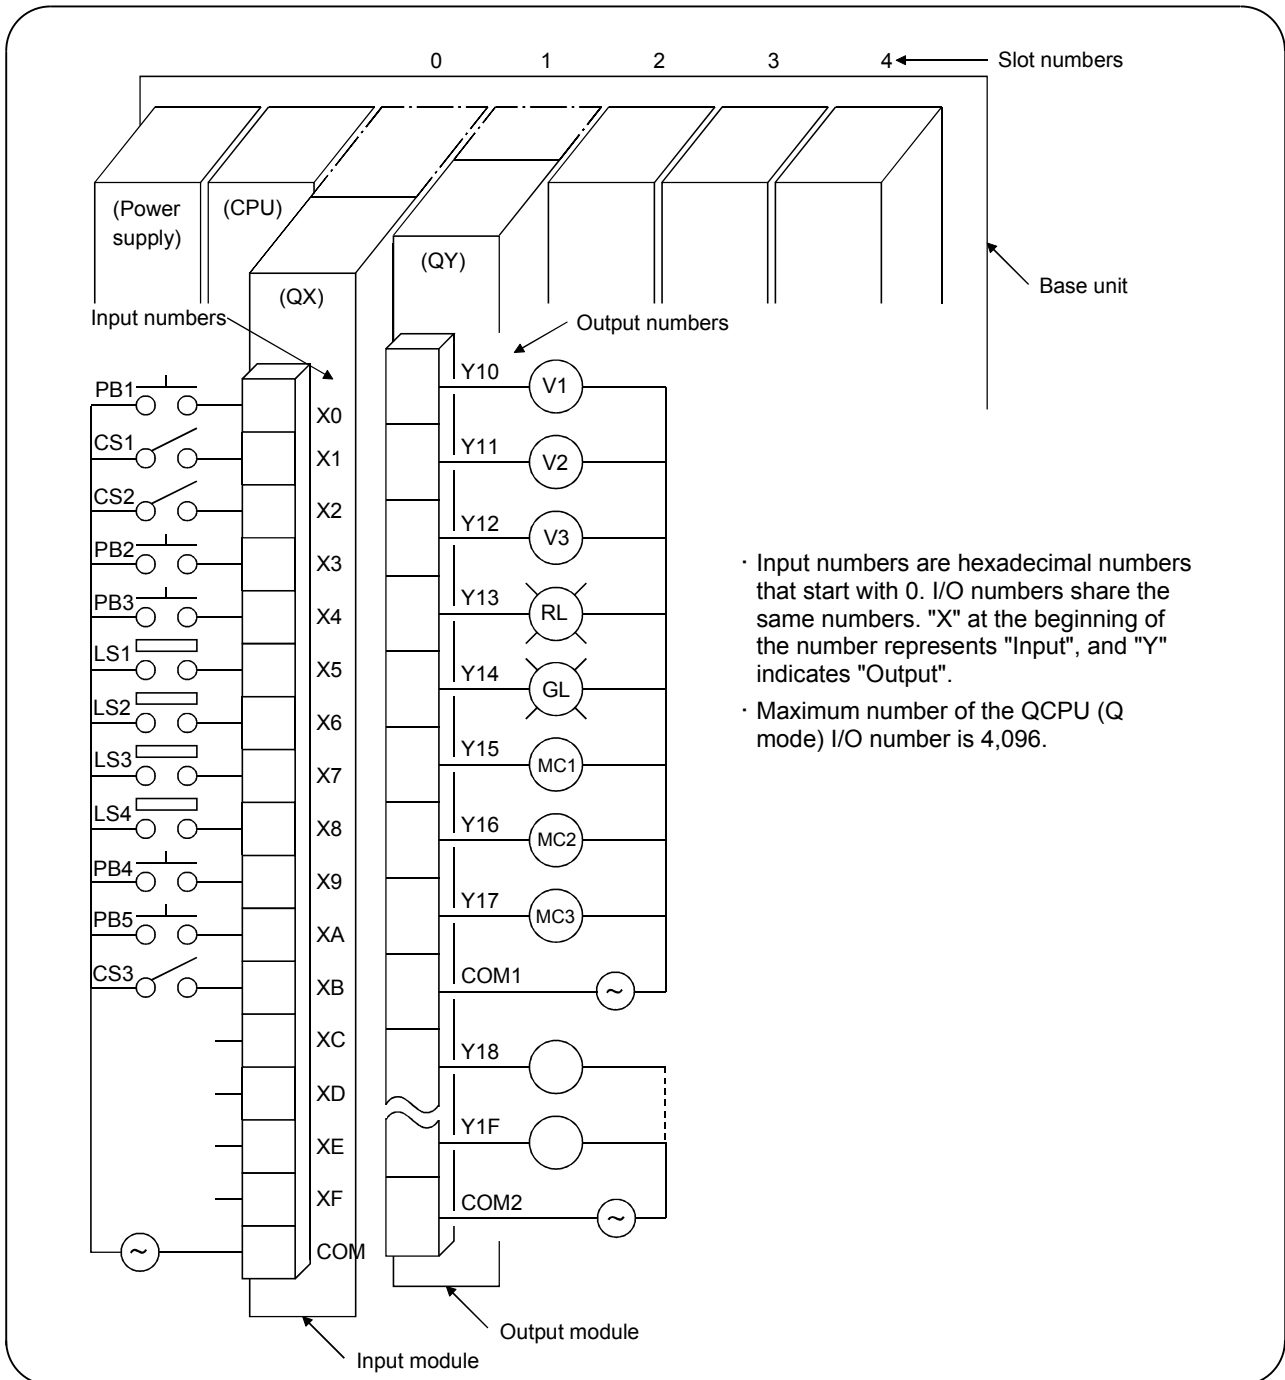 0 1 2 3 4 Slot numbers
(Power
supply)
(CPU)
(QX)
(QY)
Base unit
Input numbers
Output numbers
PB1 X0
CS1 X1
CS2 X2
PB2 X3
PB3 X4
LS1 X5
LS2 X6
LS3 X7
LS4 X8
PB4 X9
PB5 XA
CS3 XB
XC
XD
XE
XF
~ COM
Y10 V1
Y11 V2
Y12 V3
Y13 RL
Y14 GL
Y15 MC1
Y16 MC2
Y17 MC3
COM1 ~
Y18
Y1F
COM2 ~
· Input numbers are hexadecimal numbers
that start with 0. I/O numbers share the
same numbers. "X" at the beginning of
the number represents "Input", and "Y"
indicates "Output".
· Maximum number of the QCPU (Q
mode) I/O number is 4,096.
Output module
Input module